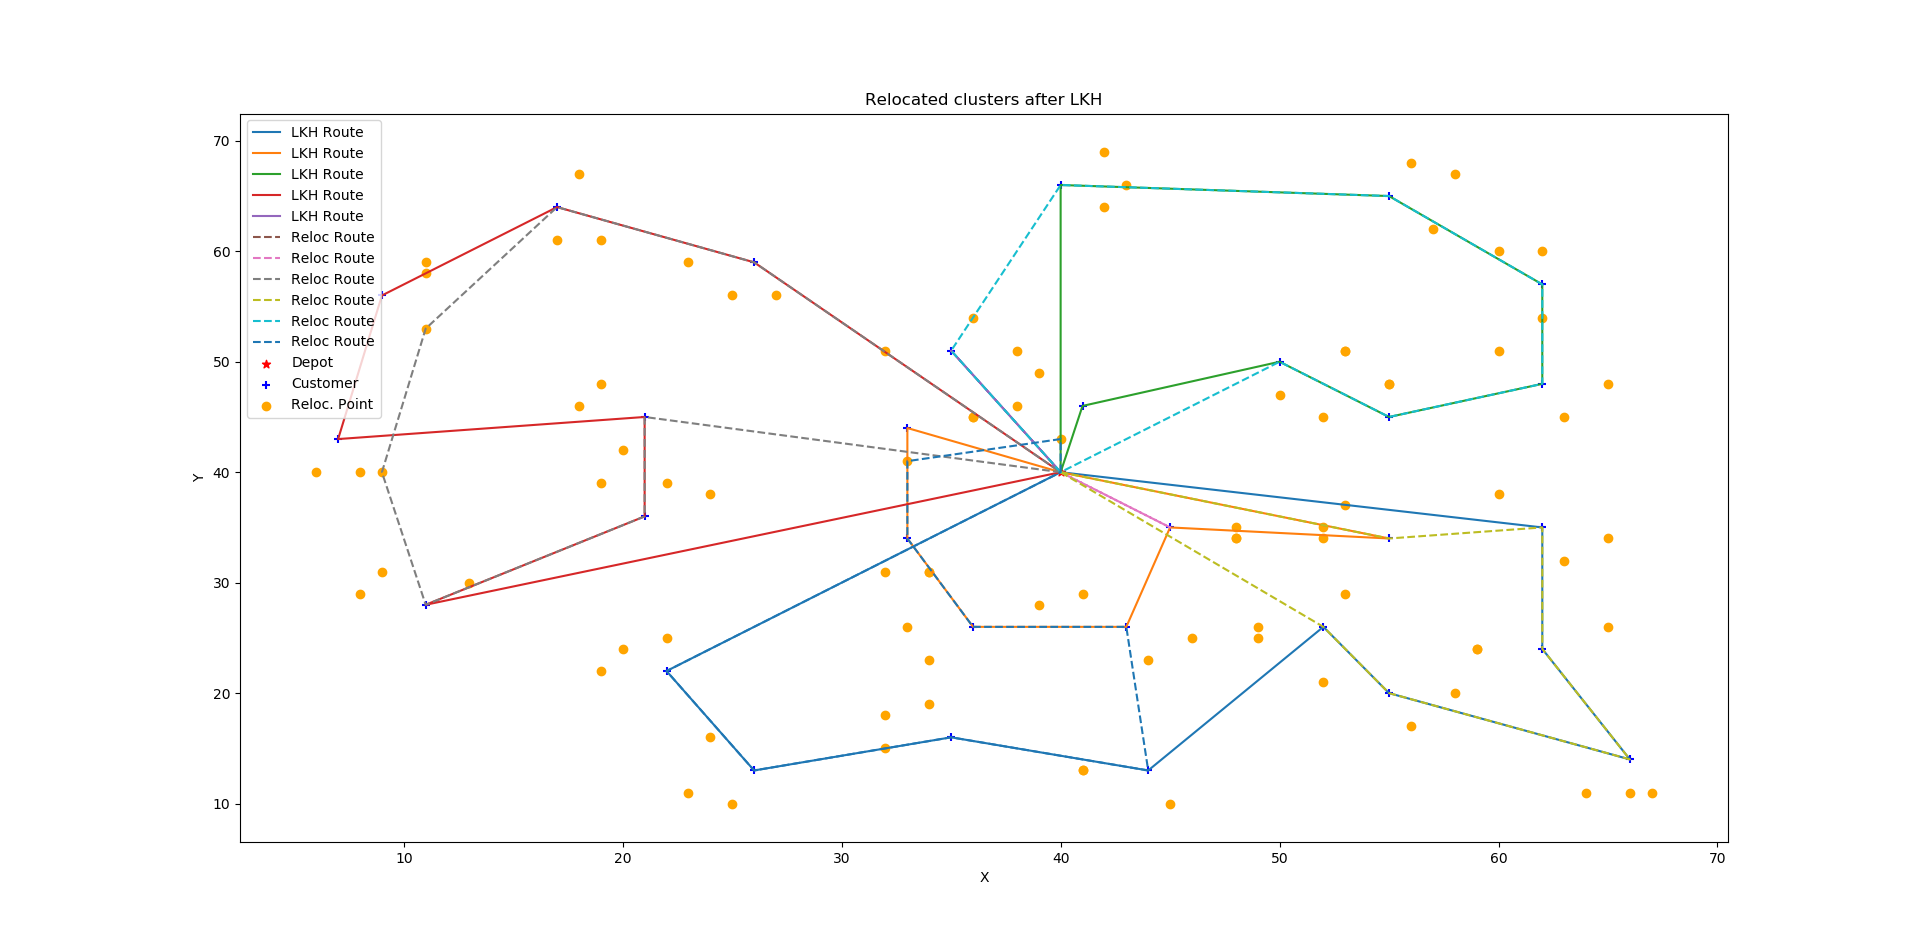 Relocated clusters after LKH
LKH Route
LKH Route
LKH Route
LKH Route
LKH Route
Reloc Route
Reloc Route
Reloc Route
Reloc Route
Reloc Route
Reloc Route
Depot
Customer
Reloc. Point
70
60
50
40
30
20
10
Y
10 20 30 40 50 60 70
X